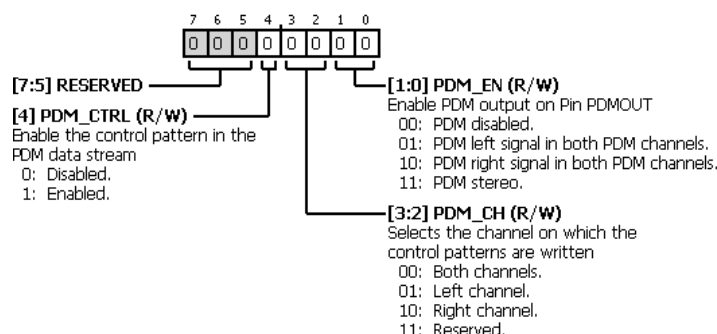 7 6 5 4 3 2 1 0
0 0 0 0 0 0 0 0
[7:5] RESERVED
[4] PDM_CTRL (R/W)
Enable the control pattern in the
PDM data stream
0: Disabled.
1: Enabled.
[1:0] PDM_EN (R/W)
Enable PDM output on Pin PDMOUT
00: PDM disabled.
01: PDM left signal in both PDM channels.
10: PDM right signal in both PDM channels.
11: PDM stereo.
[3:2] PDM_CH (R/W)
Selects the channel on which the
control patterns are written
00: Both channels.
01: Left channel.
10: Right channel.
11: Reserved.